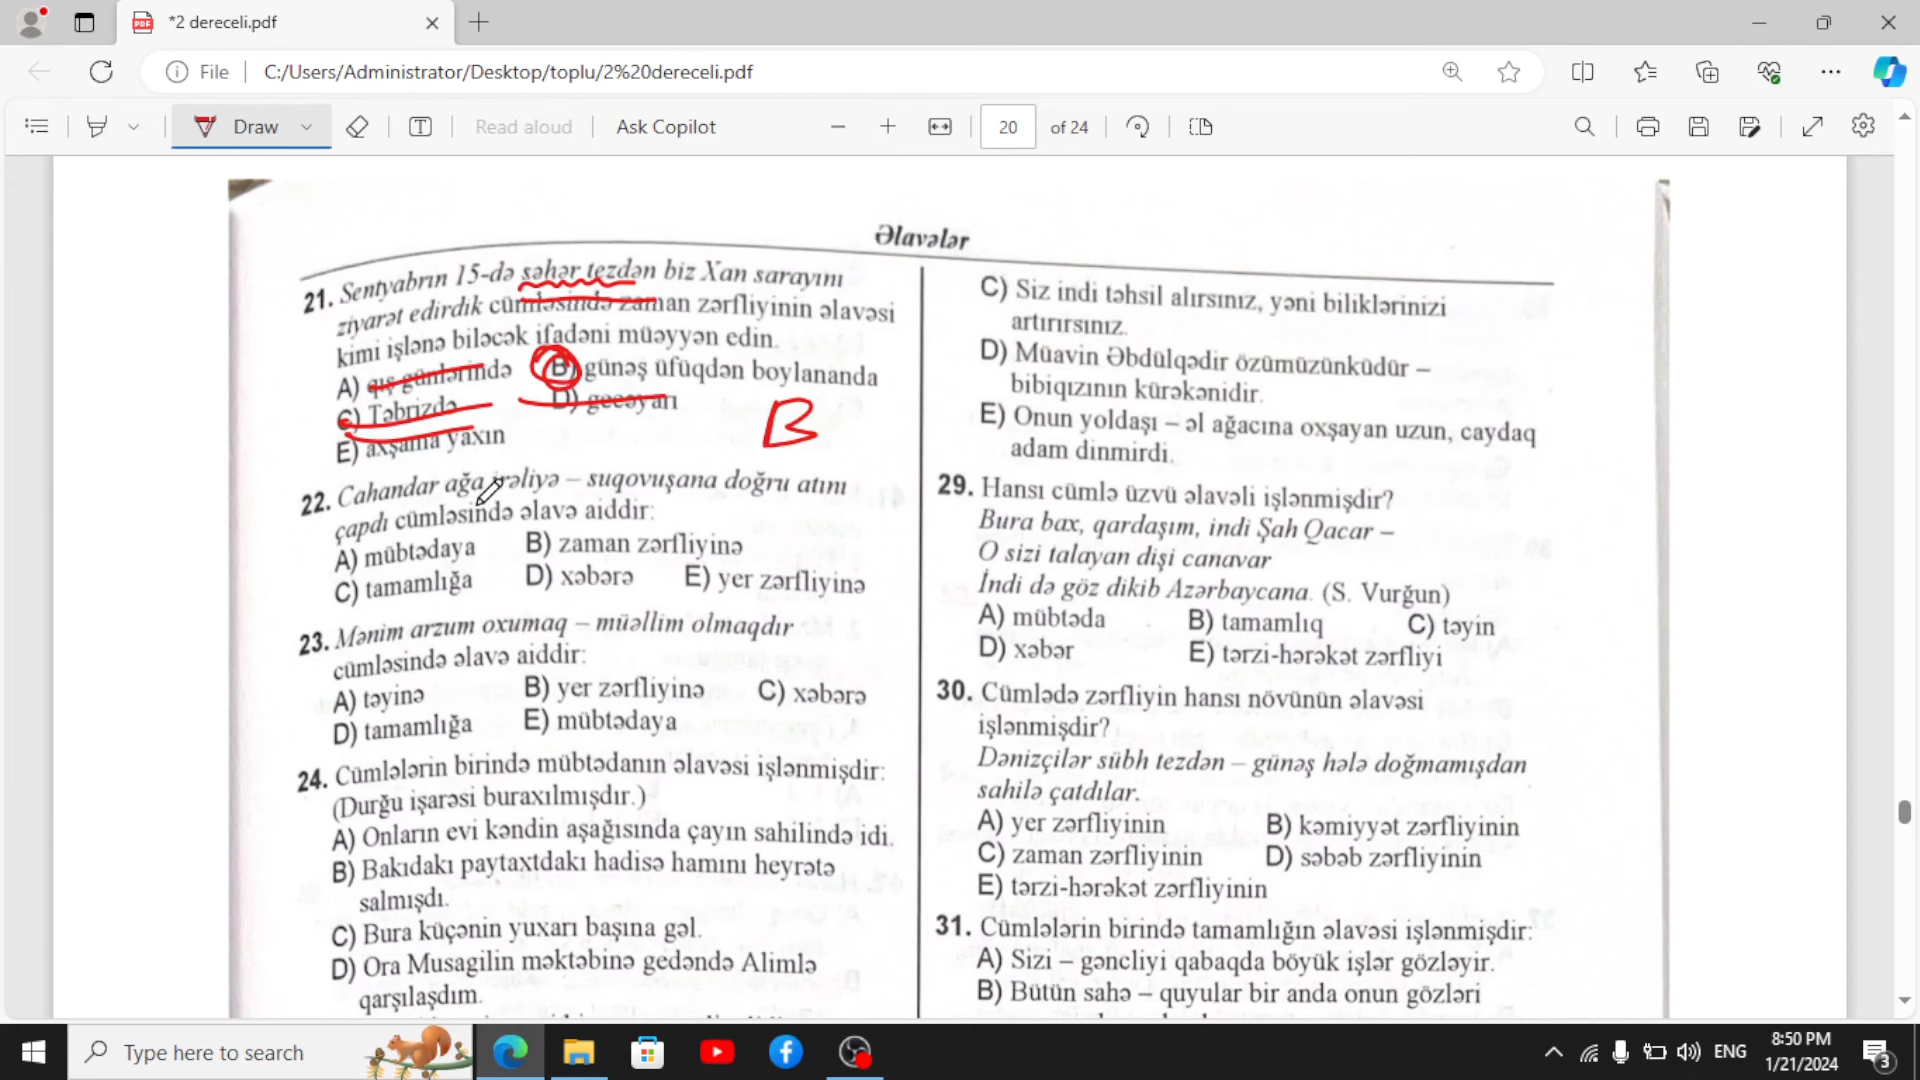 *2 dereceli.pdf
File
C:/Users/Administrator/Desktop/toplu/2%20dereceli.pdf
Draw
Read aloud
Ask Copilot
20
of 24
Əlavələr
21. Sentyabrın 15-də səhər tezdən biz Xan sarayını
ziyarət edirdik cümləsində zaman zərfliyinin əlavəsi
kimi işlənə biləcək ifadəni müəyyən edin.
A) qış günlərində B) günəş üfüqdən boylananda
C) Təbrizdə D) gecəyarı
E) axşama yaxın
B
22. Cahandar ağa irəliyə – suqovuşana doğru atını
çapdı cümləsində əlavə aiddir:
A) mübtədaya B) zaman zərfliyinə
C) tamamlığa D) xəbərə E) yer zərfliyinə
23. Mənim arzum oxumaq – müəllim olmaqdır
cümləsində əlavə aiddir:
A) təyinə B) yer zərfliyinə C) xəbərə
D) tamamlığa E) mübtədaya
24. Cümlələrin birində mübtədanın əlavəsi işlənmişdir:
(Durğu işarəsi buraxılmışdır.)
A) Onların evi kəndin aşağısında çayın sahilində idi.
B) Bakıdakı paytaxtdakı hadisə hamını heyrətə
salmışdı.
C) Bura küçənin yuxarı başına gəl.
D) Ora Musagilin məktəbinə gedəndə Alimlə
qarşılaşdım.
C) Siz indi təhsil alırsınız, yəni biliklərinizi
artırırsınız.
D) Müavin Əbdülqədir özümüzünküdür –
bibiqızının kürəkənidir.
E) Onun yoldaşı – əl ağacına oxşayan uzun, caydaq
adam dinmirdi.
29. Hansı cümlə üzvü əlavəli işlənmişdir?
Bura bax, qardaşım, indi Şah Qacar –
O sizi talayan dişi canavar
İndi də göz dikib Azərbaycana. (S. Vurğun)
A) mübtəda B) tamamlıq C) təyin
D) xəbər E) tərzi-hərəkət zərfliyi
30. Cümlədə zərfliyin hansı növünün əlavəsi
işlənmişdir?
Dənizçilər sübh tezdən – günəş hələ doğmamışdan
sahilə çatdılar.
A) yer zərfliyinin B) kəmiyyət zərfliyinin
C) zaman zərfliyinin D) səbəb zərfliyinin
E) tərzi-hərəkət zərfliyinin
31. Cümlələrin birində tamamlığın əlavəsi işlənmişdir:
A) Sizi – gəncliyi qabaqda böyük işlər gözləyir.
B) Bütün sahə – quyular bir anda onun gözləri
Type here to search
ENG
8:50 PM
1/21/2024
3